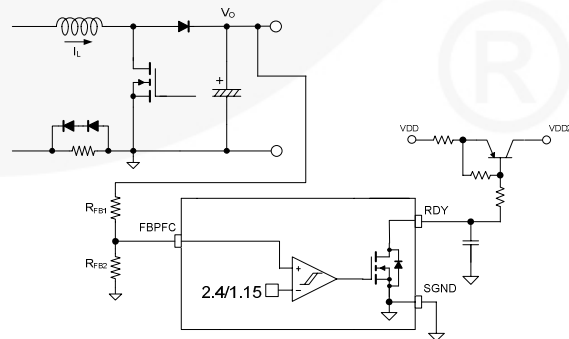 VO
IL
®
VDD
VDD2
RFB1
FBPFC
RDY
RFB2
+
2.4/1.15
−
SGND
+